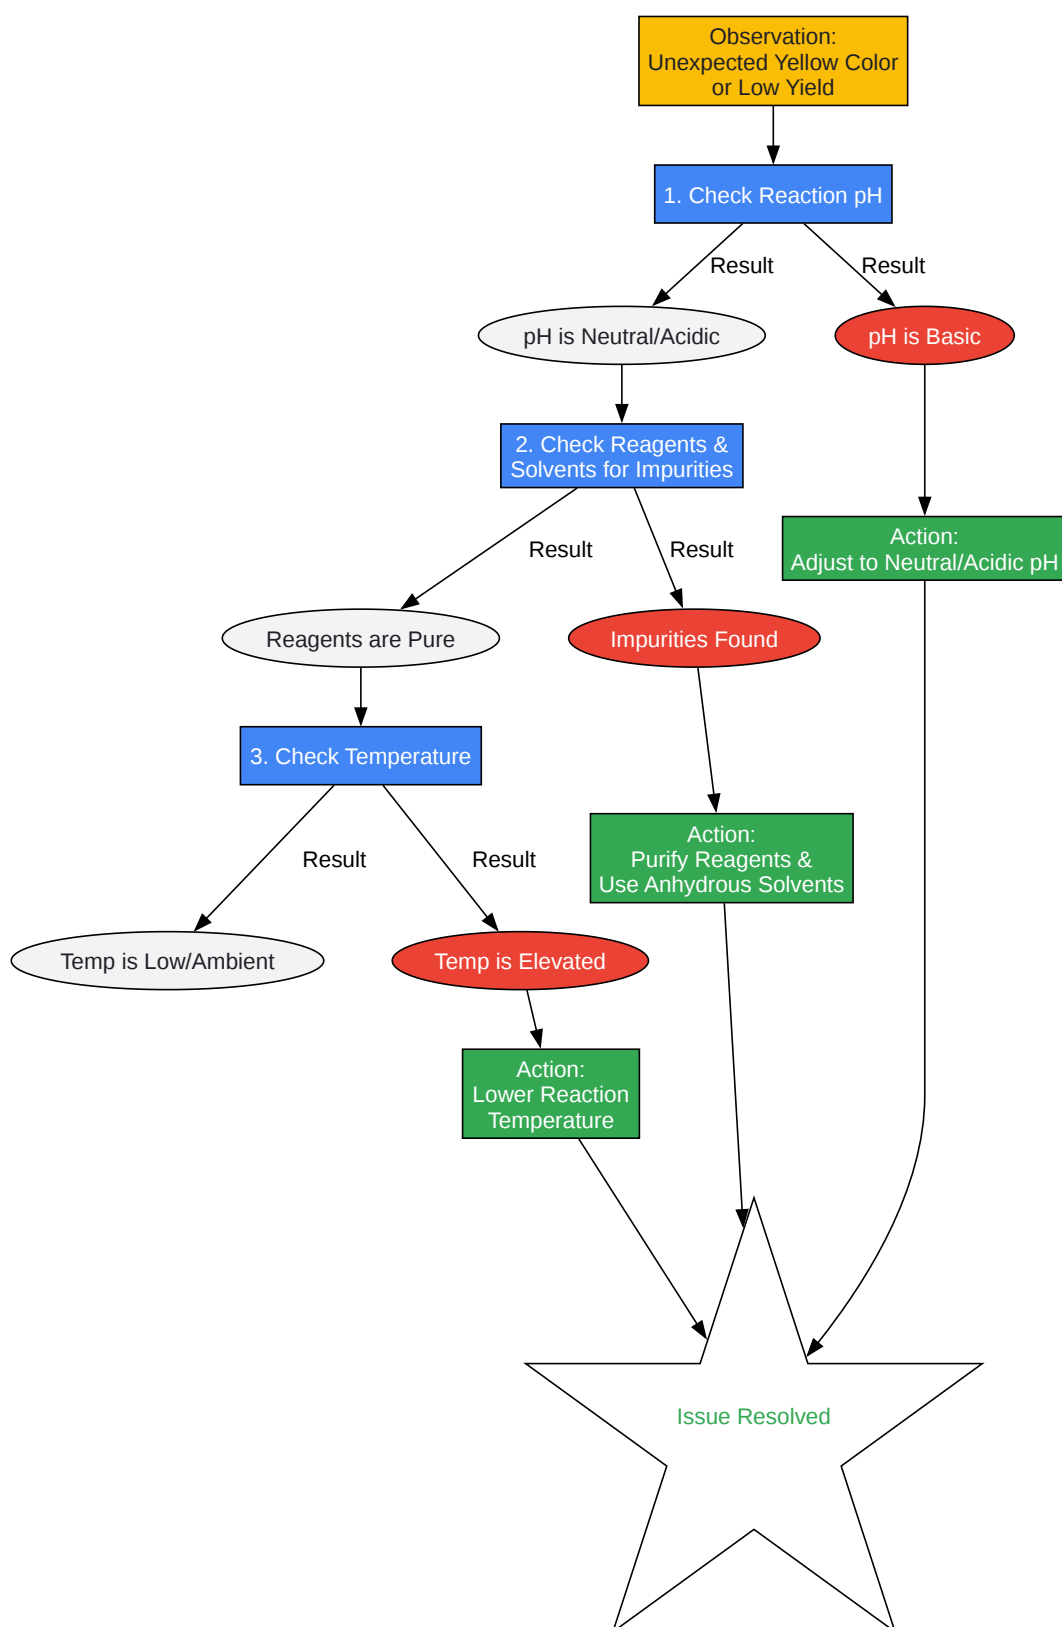 Observation:
Unexpected Yellow Color
or Low Yield
1. Check Reaction pH
Result
Result
pH is Neutral/Acidic
pH is Basic
2. Check Reagents &
Solvents for Impurities
Result
Result
Action:
Adjust to Neutral/Acidic pH
Reagents are Pure
Impurities Found
3. Check Temperature
Result
Result
Action:
Purify Reagents &
Use Anhydrous Solvents
Temp is Low/Ambient
Temp is Elevated
Action:
Lower Reaction
Temperature
Issue Resolved